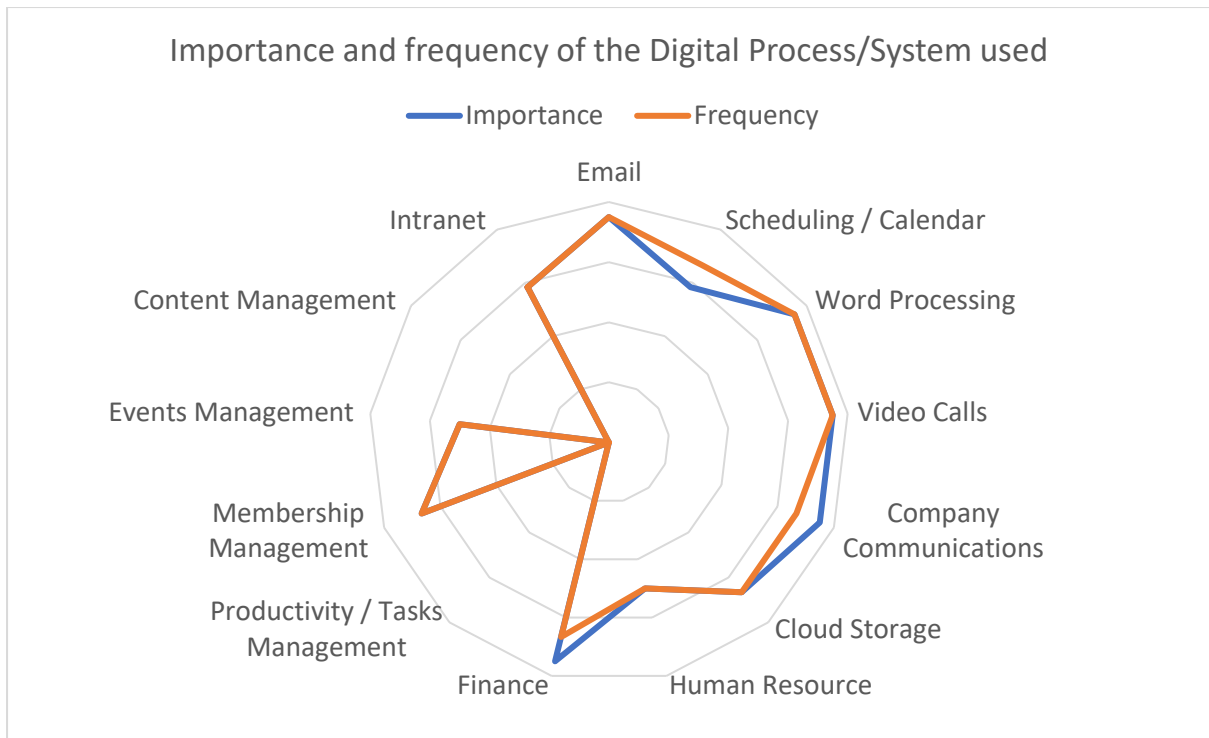 Importance and frequency of the Digital Process/System used
Importance
Frequency
Email
Scheduling / Calendar
Word Processing
Video Calls
Company
Communications
Cloud Storage
Human Resource
Finance
Productivity / Tasks
Management
Membership
Management
Events Management
Content Management
Intranet